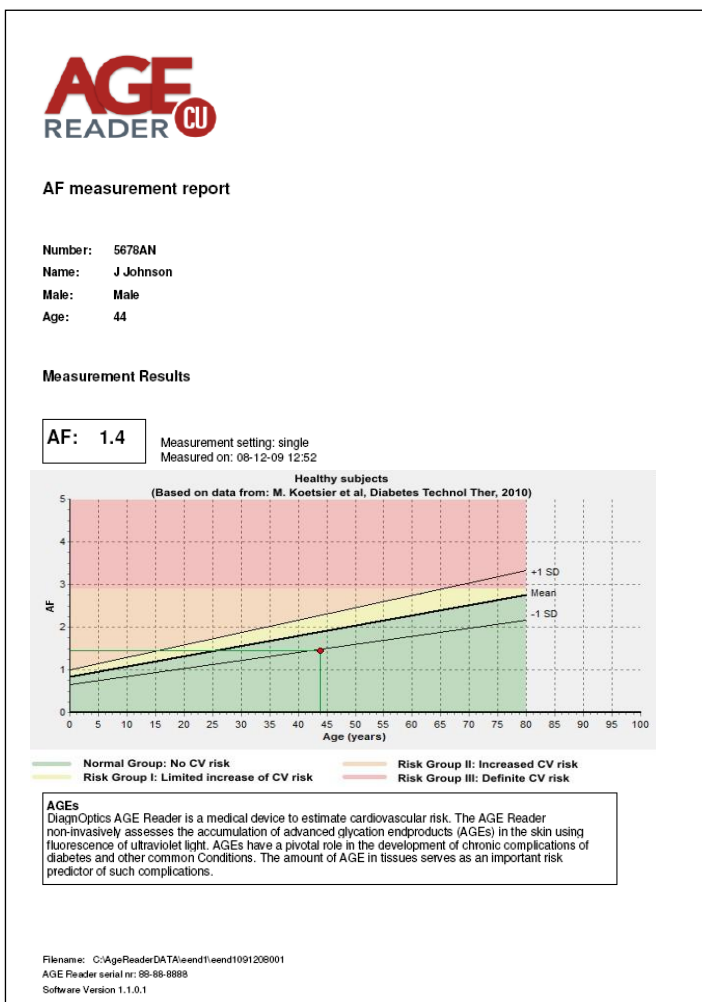 AGE
READER CU
AF measurement report
Number: 5678AN
Name: J Johnson
Male: Male
Age: 44
Measurement Results
AF: 1.4
Measurement setting: single
Measured on: 08-12-09 12:52
Healthy subjects
(Based on data from: M. Koetsier et al, Diabetes Technol Ther, 2010)
5
4
3
2
1
0
AF
+1 SD
Mean
-1 SD
0 5 10 15 20 25 30 35 40 45 50 55 60 65 70 75 80 85 90 95 100
Age (years)
Normal Group: No CV risk
Risk Group II: Increased CV risk
Risk Group I: Limited increase of CV risk
Risk Group III: Definite CV risk
AGEs
DiagnOptics AGE Reader is a medical device to estimate cardiovascular risk. The AGE Reader
non-invasively assesses the accumulation of advanced glycation endproducts (AGEs) in the skin using
fluorescence of ultraviolet light. AGEs have a pivotal role in the development of chronic complications of
diabetes and other common Conditions. The amount of AGE in tissues serves as an important risk
predictor of such complications.
Filename: C:\AgeReaderDATA\eend1\eend1091208001
AGE Reader serial nr: 88-88-8888
Software Version 1.1.0.1